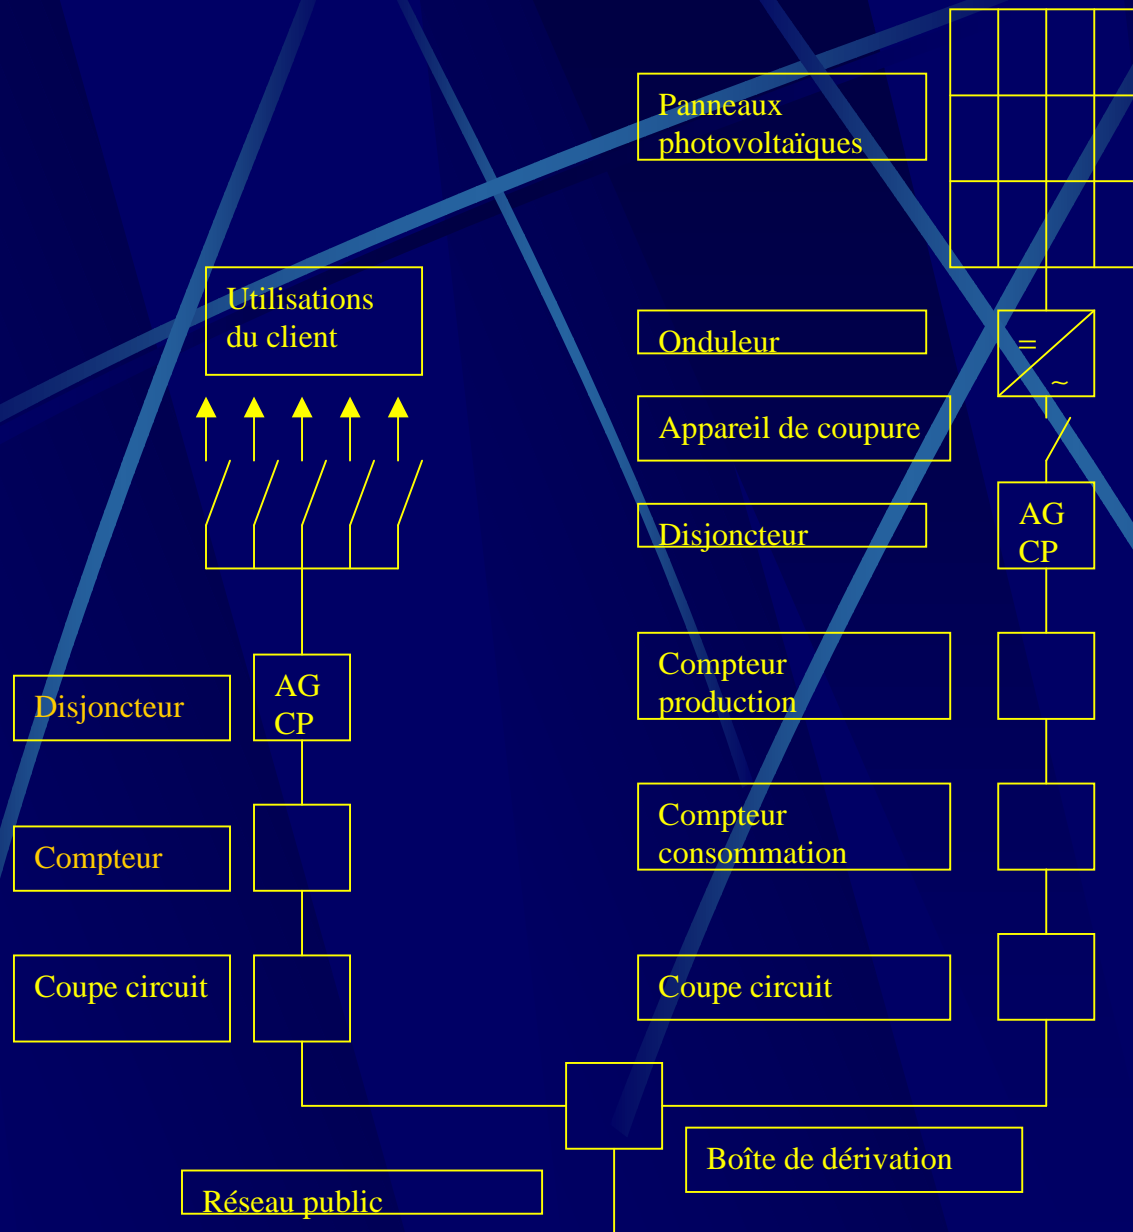 Panneaux
photovoltaïques
Utilisations
du client
Onduleur
=
~
Appareil de coupure
Disjoncteur
AG
CP
Compteur
production
Disjoncteur
AG
CP
Compteur
consommation
Compteur
Coupe circuit
Coupe circuit
Boîte de dérivation
Réseau public